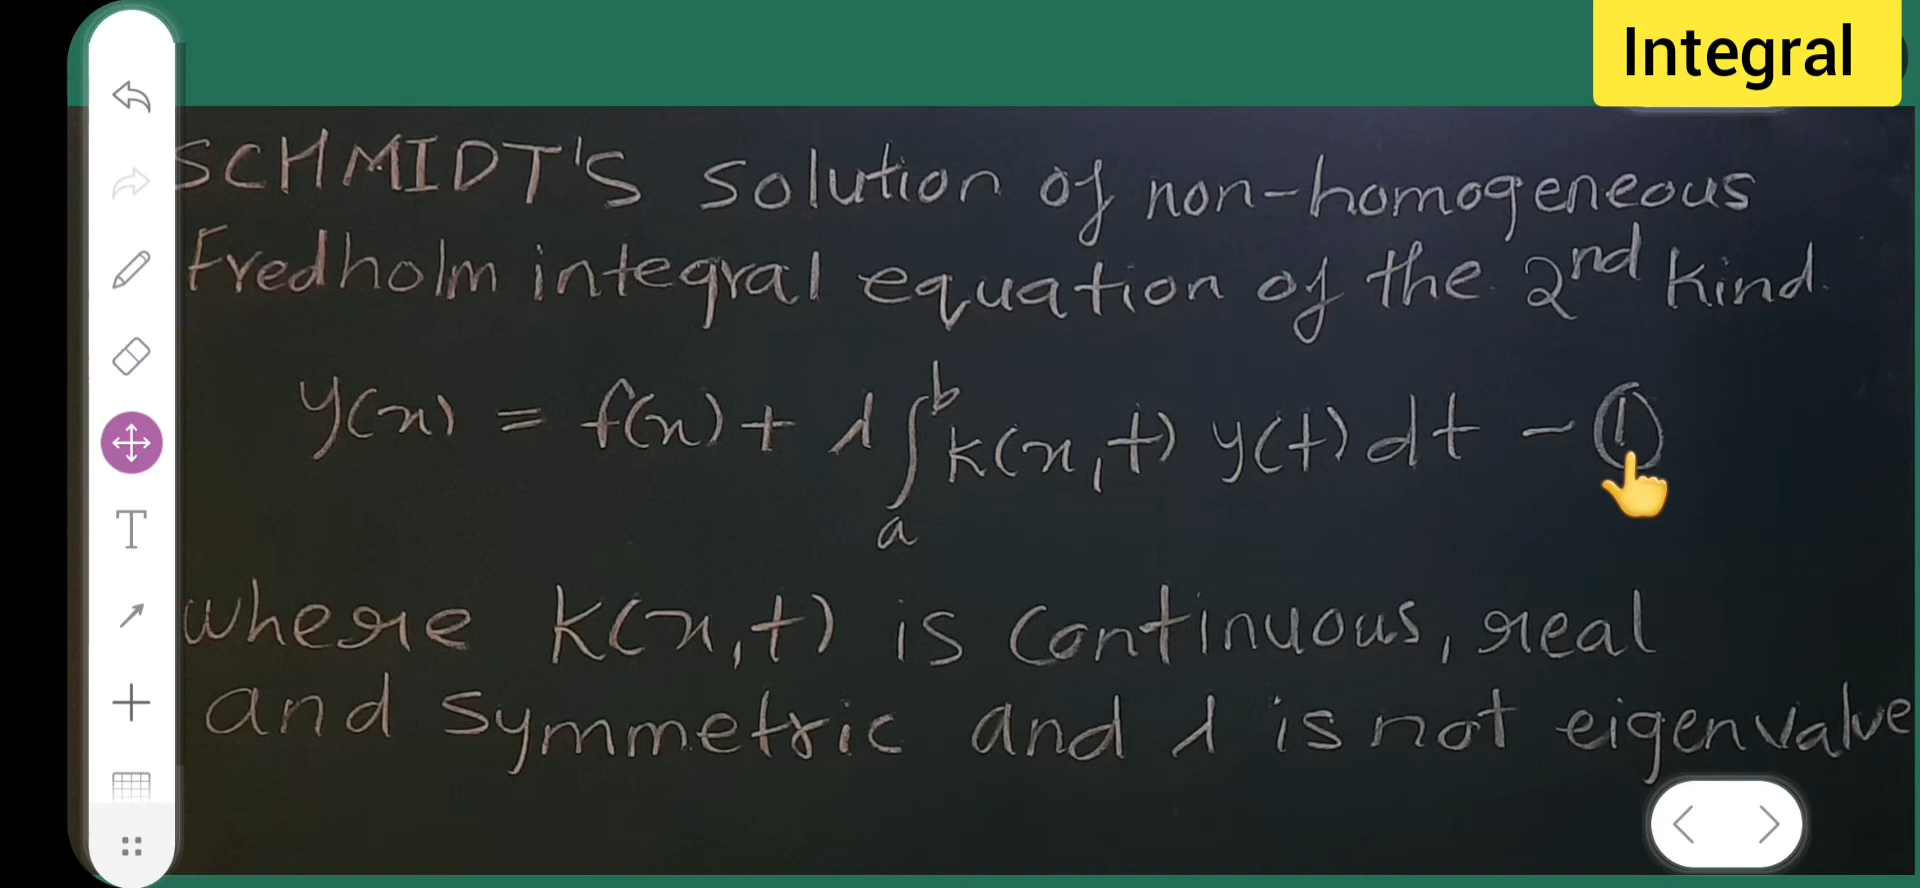 Integral
SCHMIDT'S solution of non-homogeneous
Fredholm integral equation of the 2nd kind.
y(x) = f(x) + λ∫ₐᵇ k(x,t) y(t) dt - ①
where k(x,t) is continuous, real
and symmetric and λ is not eigenvalue
T